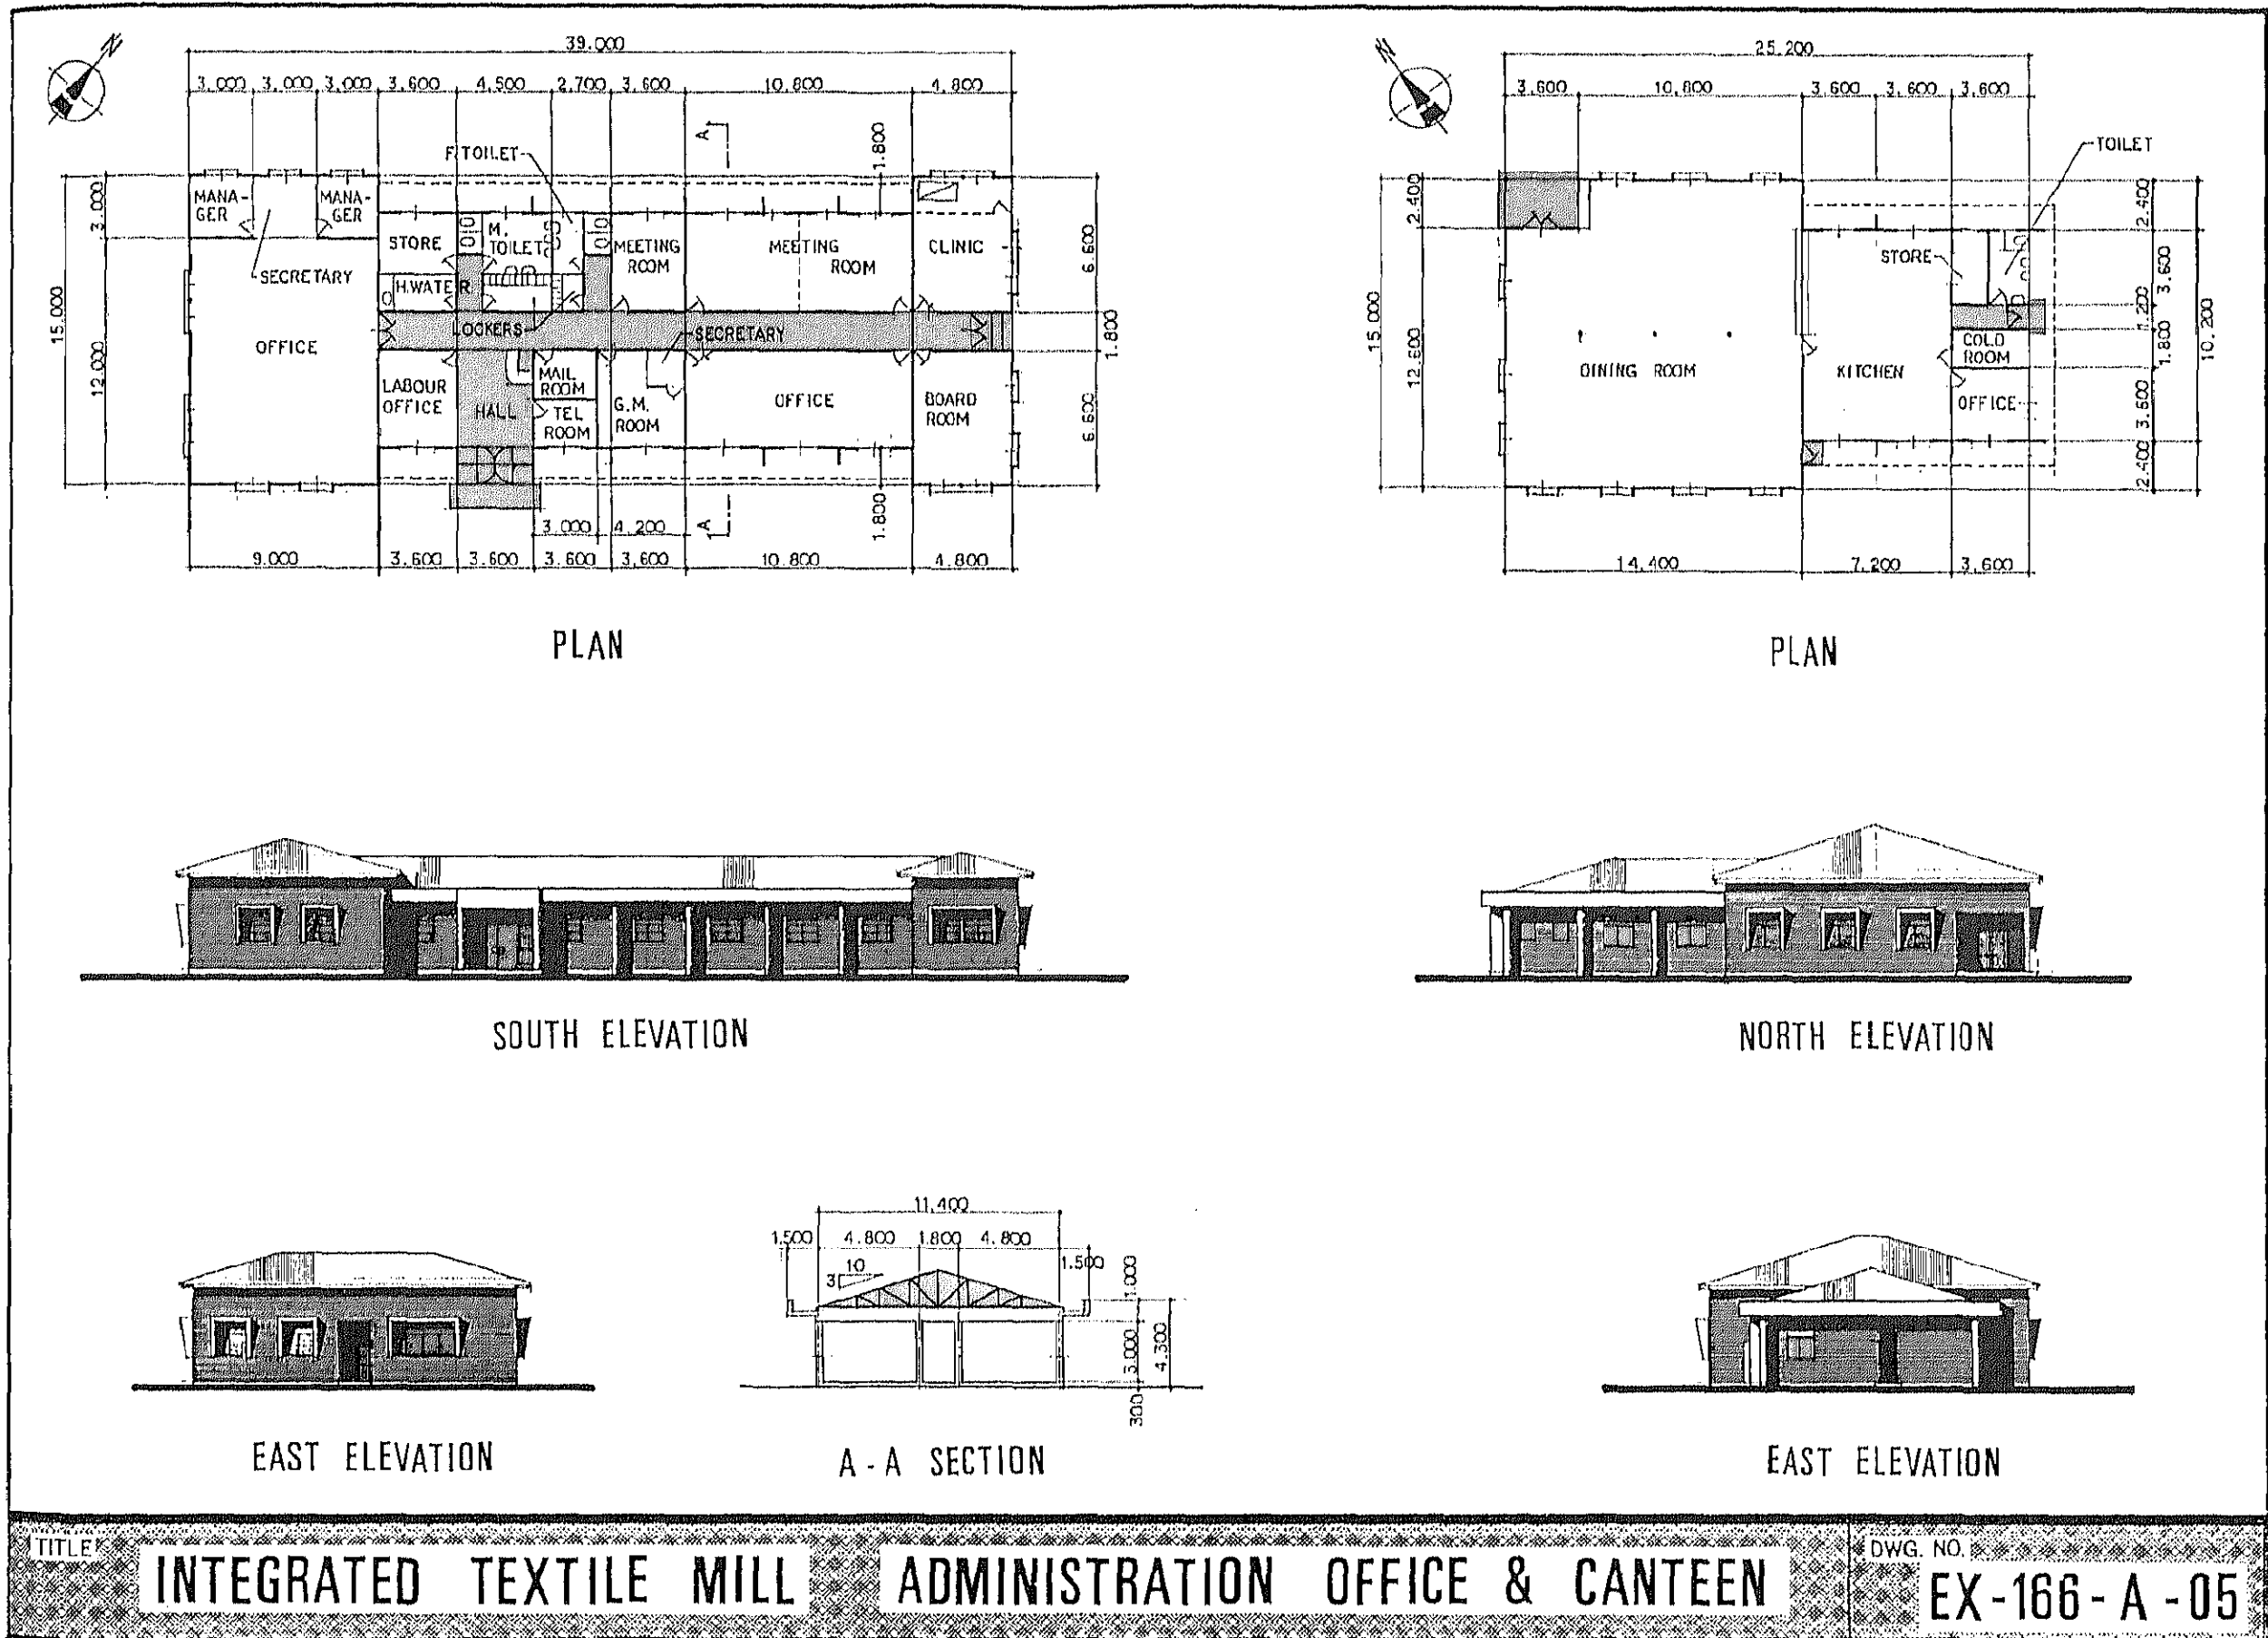 N
39.000
3.000 3.000 3.000 3.600 4.500 2.700 3.600 10.800 4.800
A
1.800
F.TOILET
3.000
15.000
12.000
MANA-
GER
MANA-
GER
SECRETARY
OFFICE
STORE
M.
TOILET
H.WATER
LOCKERS
MEETING
ROOM
MEETING
ROOM
CLINIC
SECRETARY
LABOUR
OFFICE
HALL
MAIL
ROOM
TEL
ROOM
G.M.
ROOM
OFFICE
BOARD
ROOM
6.600
1.800
6.600
3.000 4.200
A
1.800
9.000 3.600 3.600 3.600 3.600 10.800 4.800
PLAN
N
25.200
3.600 10.800 3.600 3.600 3.600
TOILET
2.400
15.000
12.600
STORE
DINING ROOM
KITCHEN
COLD
ROOM
OFFICE
2.400
3.600
1.200
1.800
3.600
2.400
10.200
14.400 7.200 3.600
PLAN
SOUTH ELEVATION
NORTH ELEVATION
11.400
1.500 4.800 1.800 4.800 1.500
10
3
1.000
3.000
4.300
300
EAST ELEVATION
A-A SECTION
EAST ELEVATION
TITLE
INTEGRATED TEXTILE MILL
ADMINISTRATION OFFICE & CANTEEN
DWG. NO.
EX-166-A-05